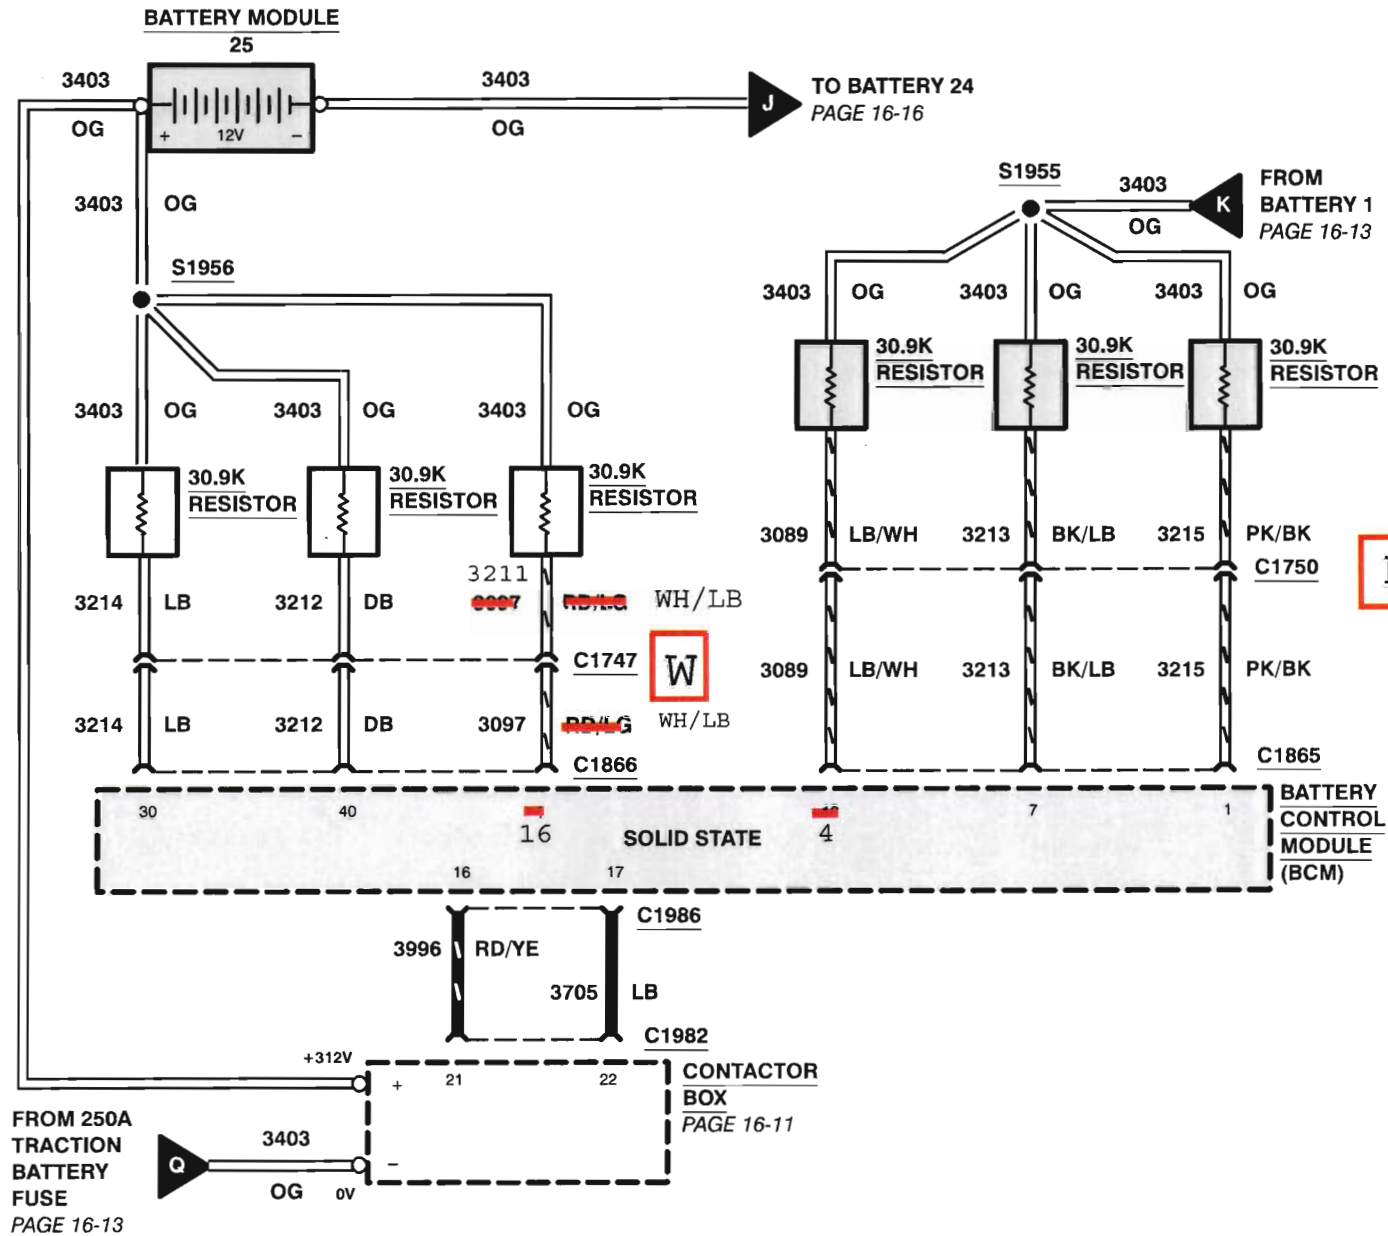 BATTERY MODULE
25
3403
OG
+ 12V −
3403
OG
J
TO BATTERY 24
PAGE 16-16
3403 OG
S1956
S1955
3403
OG
K
FROM
BATTERY 1
PAGE 16-13
3403 OG
3403 OG
3403 OG
30.9K
RESISTOR
30.9K
RESISTOR
30.9K
RESISTOR
3403 OG
3403 OG
3403 OG
30.9K
RESISTOR
30.9K
RESISTOR
30.9K
RESISTOR
3089 LB/WH
3213 BK/LB
3215 PK/BK
C1750
3211
3214 LB
3212 DB
3097 RD/LG WH/LB
C1747
W
3089 LB/WH
3213 BK/LB
3215 PK/BK
3214 LB
3212 DB
3097 RD/LG WH/LB
C1866
C1865
30
40
16
4
7
1
SOLID STATE
BATTERY
CONTROL
MODULE
(BCM)
16
17
C1986
3996 RD/YE
3705 LB
C1982
+312V
+
21
22
CONTACTOR
BOX
PAGE 16-11
FROM 250A
TRACTION
BATTERY
FUSE
PAGE 16-13
Q
3403
OG
0V
−